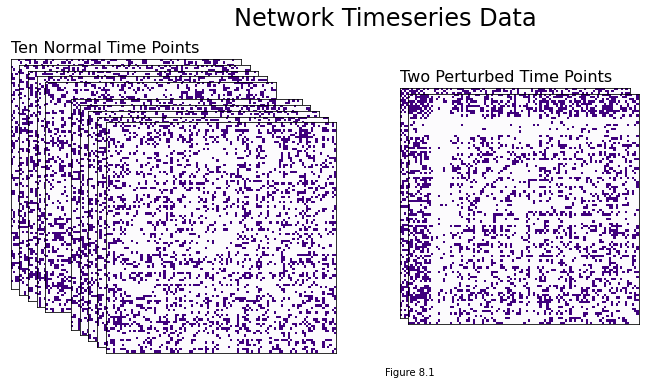 Network Timeseries Data
Ten Normal Time Points
Two Perturbed Time Points
Figure 8.1